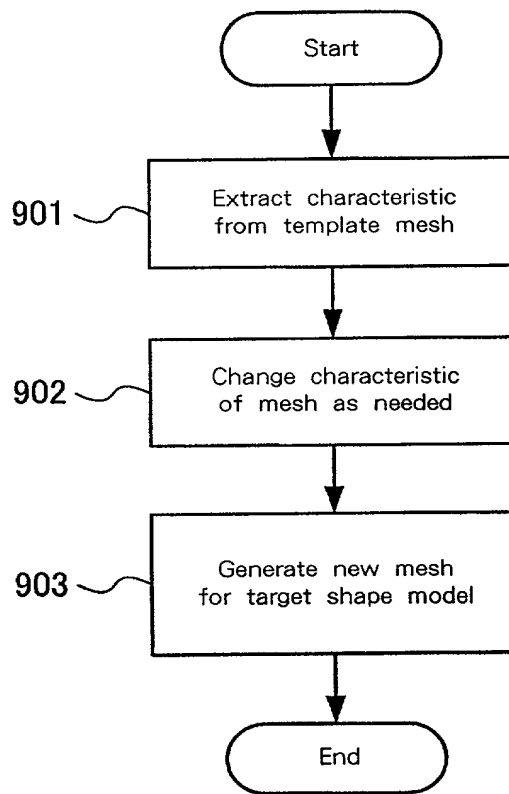 Start
901
Extract characteristic
from template mesh
902
Change characteristic
of mesh as needed
903
Generate new mesh
for target shape model
End